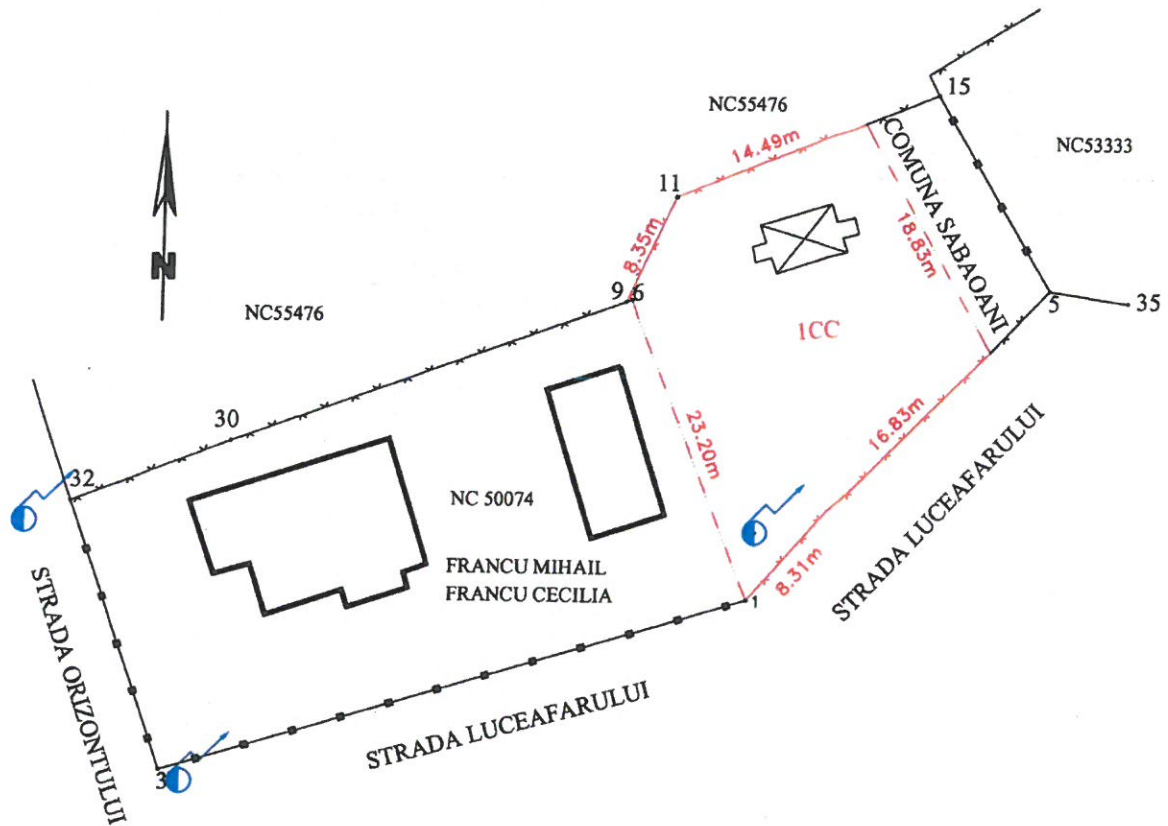 NC55476
15
14.49m
COMUNA SABAOANI
NC53333
11
18.83m
8.35m
N
9 6
5
35
NC55476
1CC
30
23.20m
16.83m
32
NC 50074
STRADA LUCEAFARULUI
FRANCU MIHAIL
FRANCU CECILIA
8.31m
1
STRADA ORIZONTULUI
STRADA LUCEAFARULUI
3